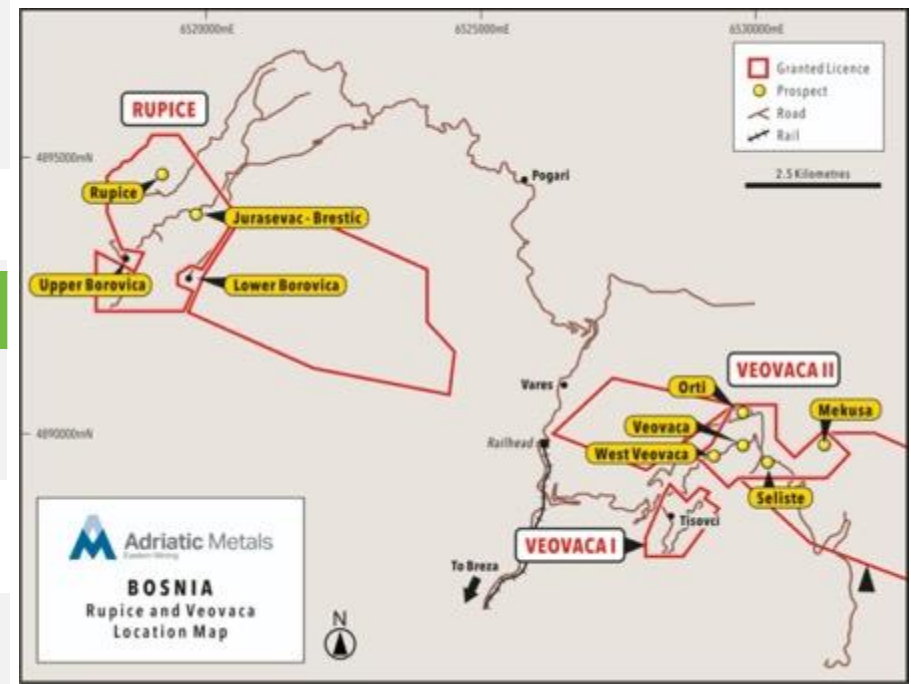 6520000mE
6525000mE
6530000mE
Granted Licence
Prospect
Road
Rail
2.5 Kilometres
RUPICE
4895000mN
Rupice
Pogari
Jurasevac - Brestic
Upper Borovica
Lower Borovica
VEOVACA II
Orti
Vares
Mekusa
Veovaca
4890000mN
Railhead
West Veovaca
Seliste
Tisovci
VEOVACA I
To Breza
Adriatic Metals
Eastern Mining
BOSNIA
Rupice and Veovaca
Location Map
N